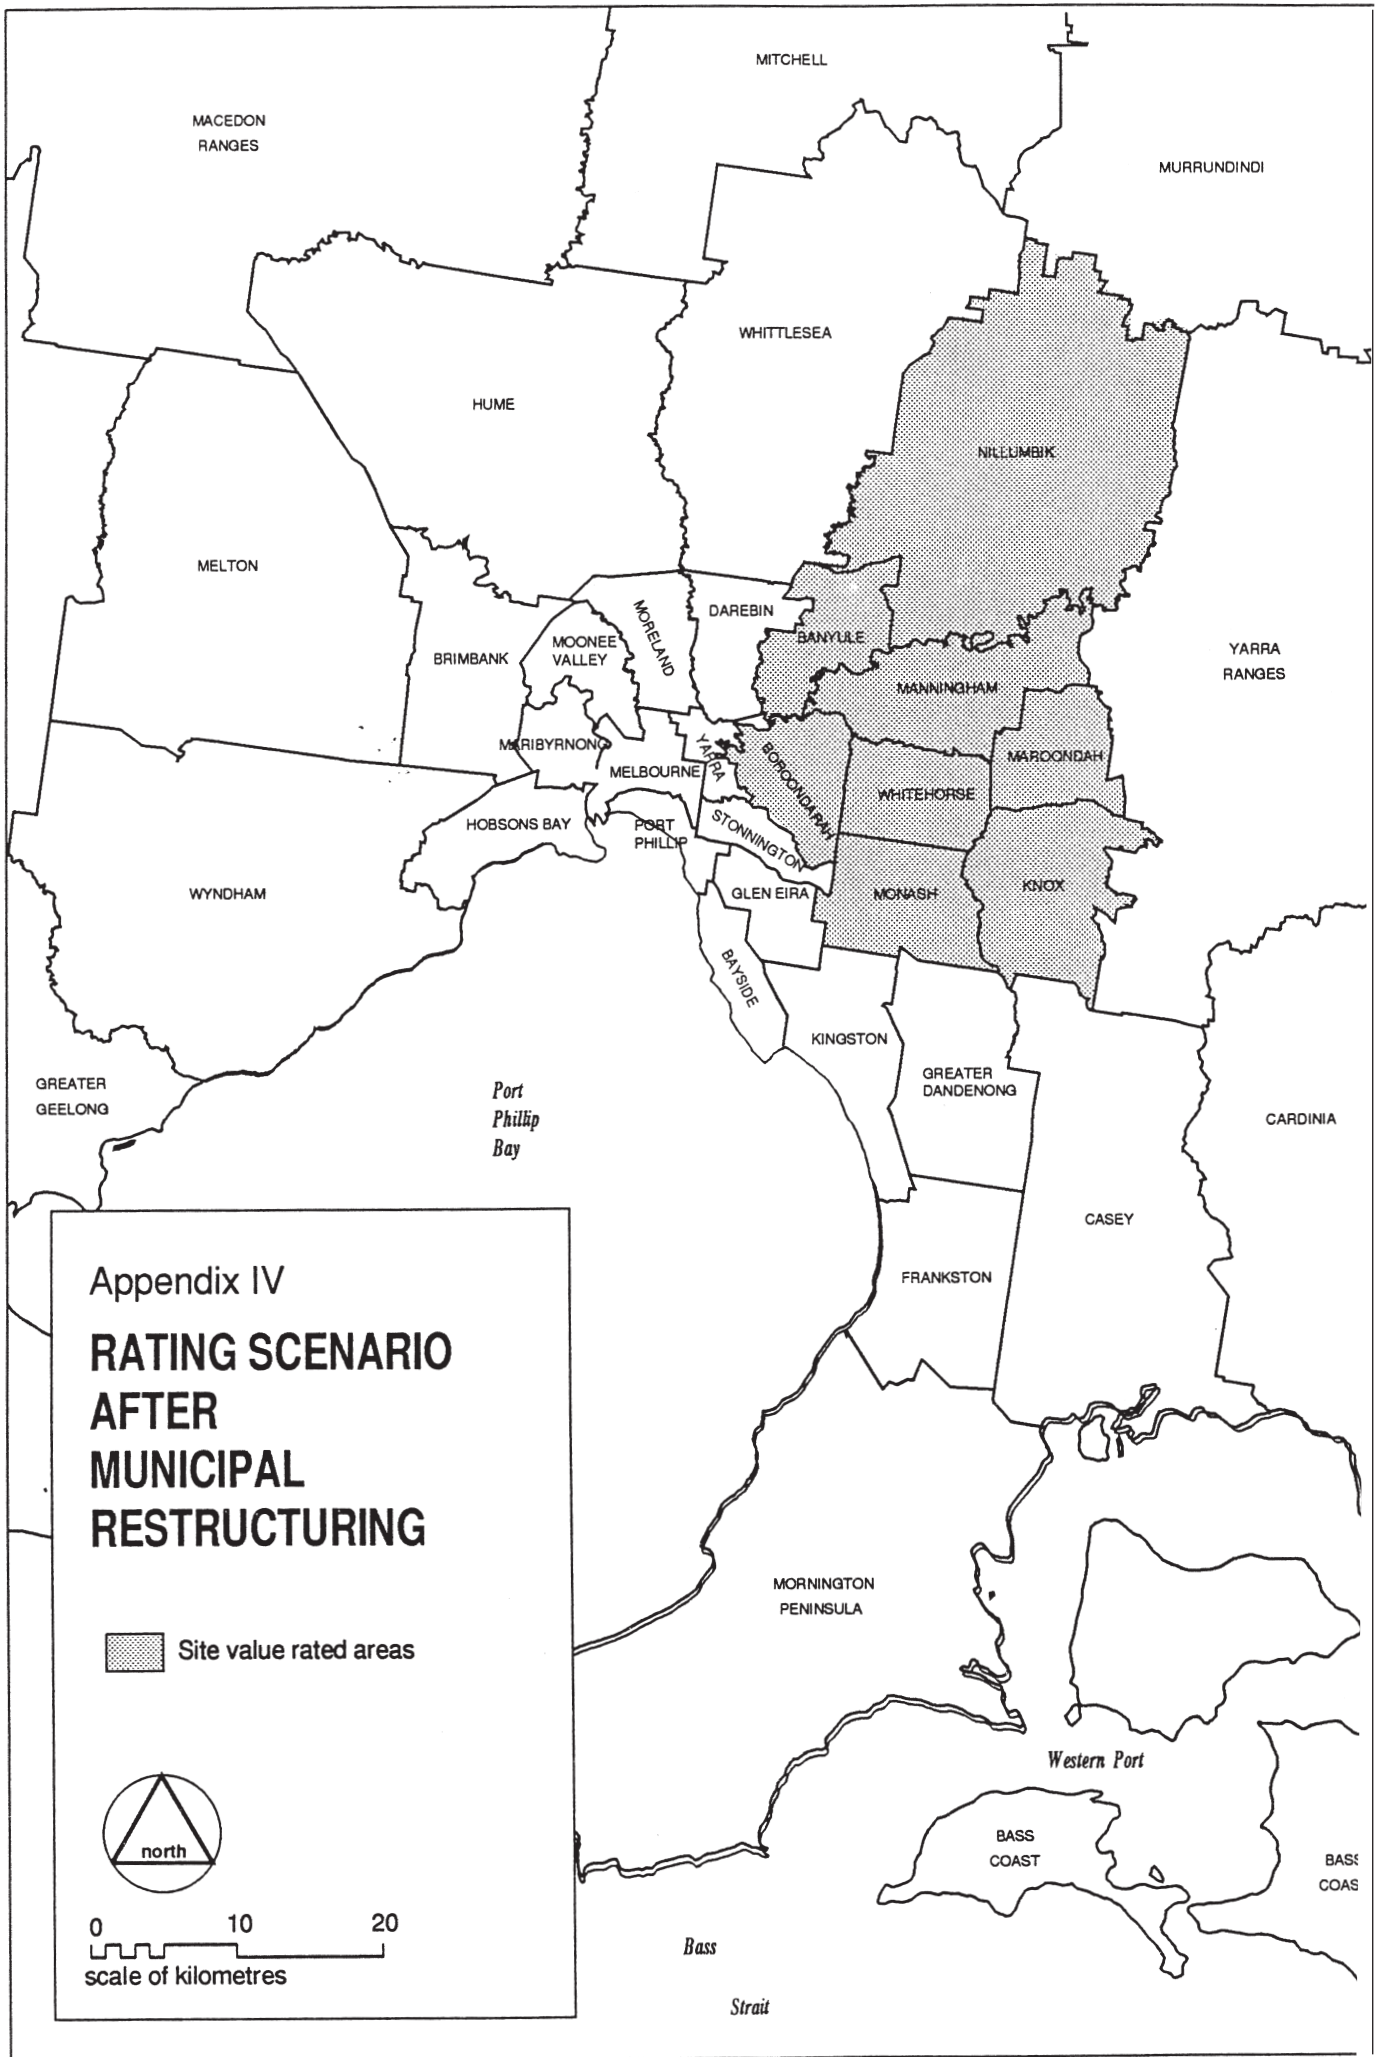 MITCHELL
MACEDON
RANGES
MURRUNDINDI
WHITTLESEA
HUME
NILLUMBIK
MELTON
MORELAND
DAREBIN
BANYULE
MOONEE
VALLEY
BRIMBANK
YARRA
RANGES
MANNINGHAM
MARIBYRNONG
YARRA
BOROONDARAH
MAROONDAH
MELBOURNE
WHITEHORSE
HOBSONS BAY
PORT
PHILLIP
STONNINGTON
WYNDHAM
GLEN EIRA
MONASH
KNOX
BAYSIDE
KINGSTON
GREATER
DANDENONG
GREATER
GEELONG
Port
Phillip
Bay
CARDINIA
CASEY
FRANKSTON
Appendix IV
RATING SCENARIO
AFTER
MUNICIPAL
RESTRUCTURING
Site value rated areas
north
0 10 20
scale of kilometres
MORNINGTON
PENINSULA
Western Port
BASS
COAST
BASS
COAS
Bass
Strait